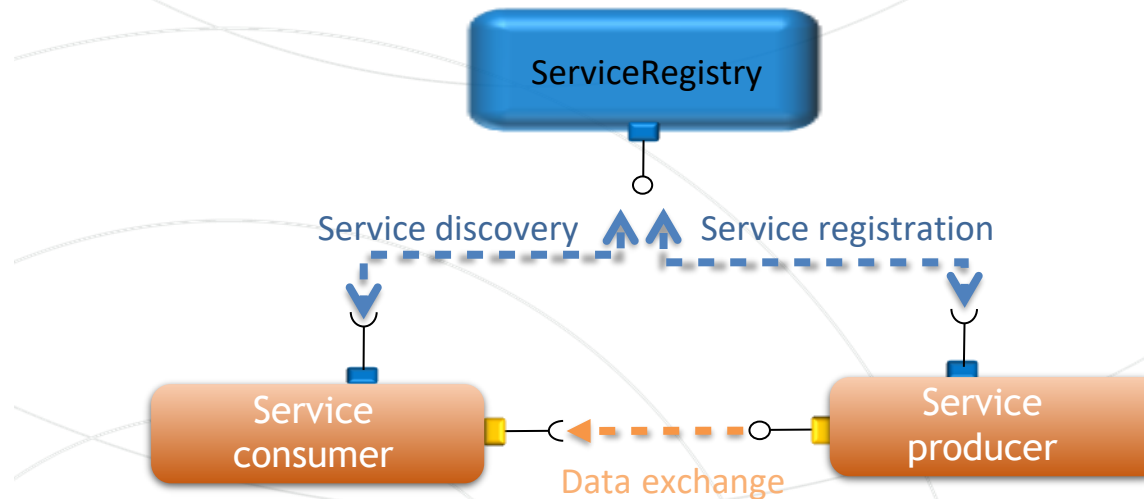 ServiceRegistry
Service discovery
Service registration
Service
consumer
Service
producer
Data exchange